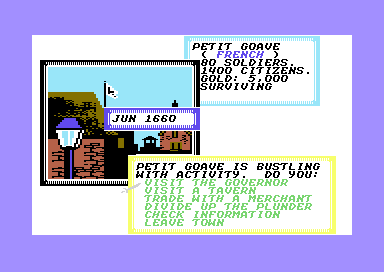 PETIT GOAVE
( FRENCH )
80 SOLDIERS.
1400 CITIZENS.
GOLD: 5,000
SURVIVING
JUN 1660
PETIT GOAVE IS BUSTLING
WITH ACTIVITY.  DO YOU:
VISIT THE GOVERNOR
VISIT A TAVERN
TRADE WITH A MERCHANT
DIVIDE UP THE PLUNDER
CHECK INFORMATION
LEAVE TOWN